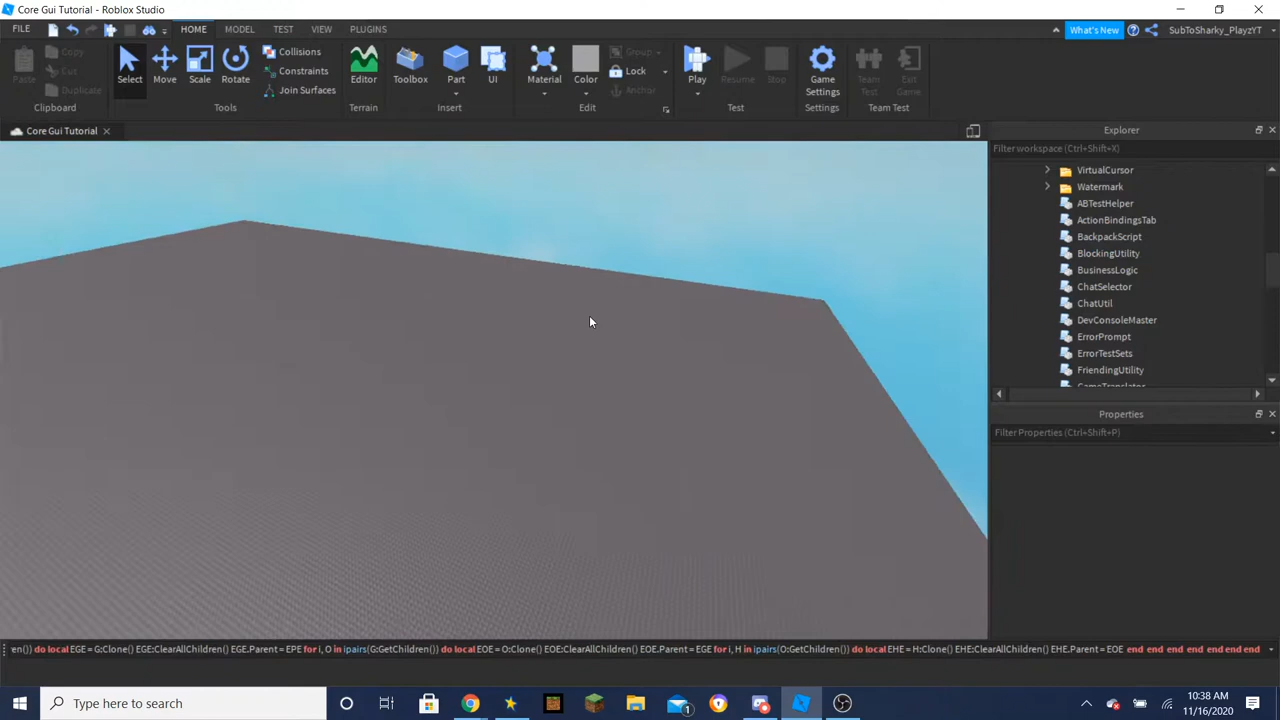 Core Gui Tutorial - Roblox Studio
FILE HOME MODEL TEST VIEW PLUGINS What's New SubToSharky_PlayzYT
Paste Copy Cut Duplicate Select Move Scale Rotate Collisions Constraints Join Surfaces Editor Toolbox Part UI Material Color Group Lock Anchor Play Resume Stop Game Settings Team Test Exit Game
Clipboard Tools Terrain Insert Edit Test Settings Team Test
Core Gui Tutorial
Explorer
Filter workspace (Ctrl+Shift+X)
VirtualCursor
Watermark
ABTestHelper
ActionBindingsTab
BackpackScript
BlockingUtility
BusinessLogic
ChatSelector
ChatUtil
DevConsoleMaster
ErrorPrompt
ErrorTestSets
FriendingUtility
GameTranslator
Properties
Filter Properties (Ctrl+Shift+P)
ren()) do local EGE = G:Clone() EGE:ClearAllChildren() EGE.Parent = EPE for i, O in ipairs(G:GetChildren()) do local EOE = O:Clone() EOE:ClearAllChildren() EOE.Parent = EGE for i, H in ipairs(O:GetChildren()) do local EHE = H:Clone() EHE:ClearAllChildren() EHE.Parent = EOE end end end end end end
Type here to search
1
10:38 AM
11/16/2020